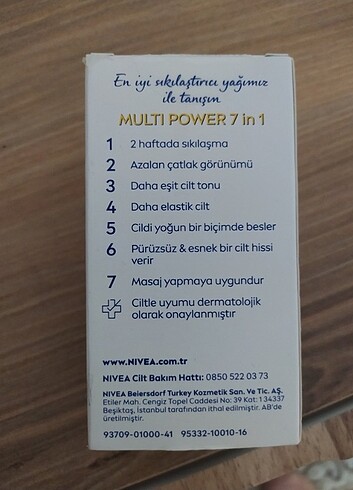 En iyi sıkılaştırıcı yağımız
ile tanışın
MULTI POWER 7 in 1
1 2 haftada sıkılaşma
2 Azalan çatlak görünümü
3 Daha eşit cilt tonu
4 Daha elastik cilt
5 Cildi yoğun bir biçimde besler
6 Pürüzsüz & esnek bir cilt hissi
verir
7 Masaj yapmaya uygundur
Ciltle uyumu dermatolojik
olarak onaylanmıştır
www.NIVEA.com.tr
NIVEA Cilt Bakım Hattı: 0850 522 03 73
NIVEA Beiersdorf Turkey Kozmetik San. Ve Tic. AŞ.
Etiler Mah. Cengiz Topel Caddesi No: 39 Kat: 1 34337
Beşiktaş, İstanbul tarafından ithal edilmiştir. AB'de
üretilmiştir.
93709-01000-41 95332-10010-16